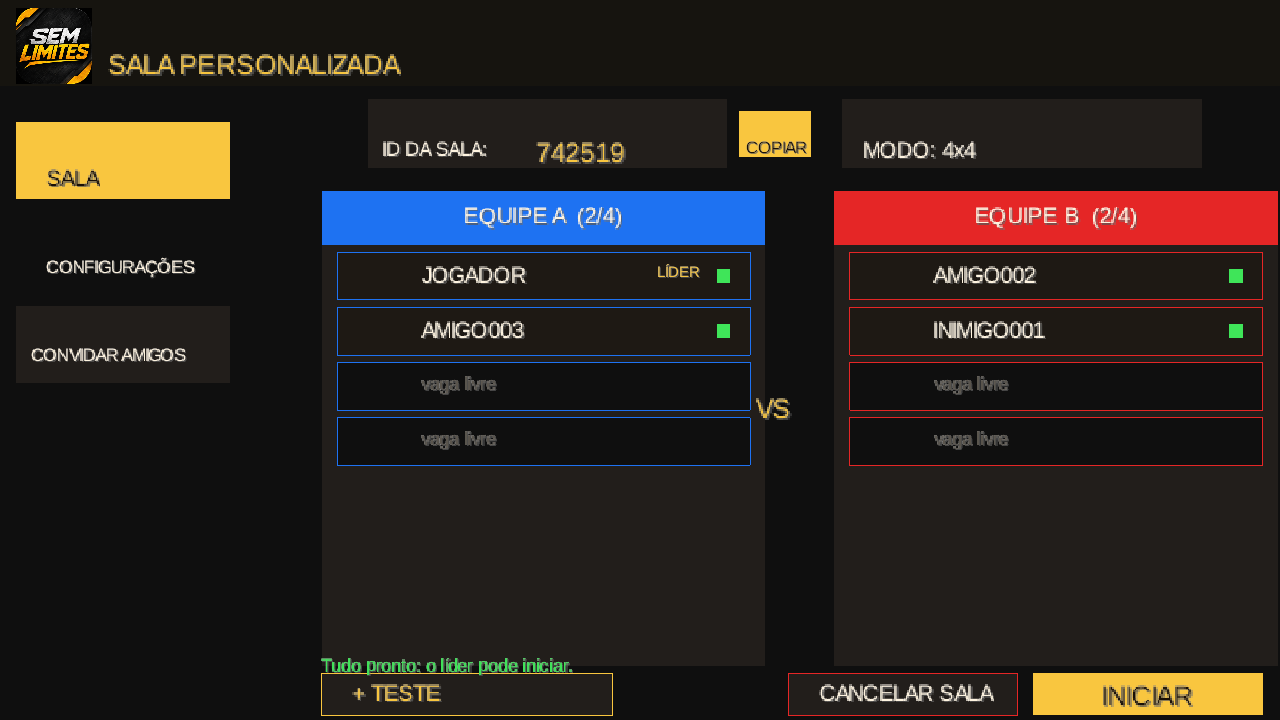 SEM
LIMITES
SALA PERSONALIZADA
SALA
CONFIGURAÇÕES
CONVIDAR AMIGOS
ID DA SALA: 742519
COPIAR
MODO: 4x4
EQUIPE A (2/4)
JOGADOR LÍDER
AMIGO003
vaga livre
vaga livre
VS
EQUIPE B (2/4)
AMIGO002
INIMIGO001
vaga livre
vaga livre
Tudo pronto: o líder pode iniciar.
+ TESTE
CANCELAR SALA
INICIAR